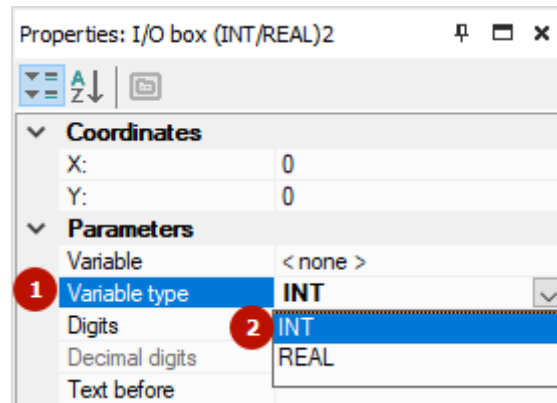 Properties: I/O box (INT/REAL)2
Coordinates
X: 0
Y: 0
Parameters
Variable < none >
1 Variable type INT
Digits 2 INT
Decimal digits REAL
Text before